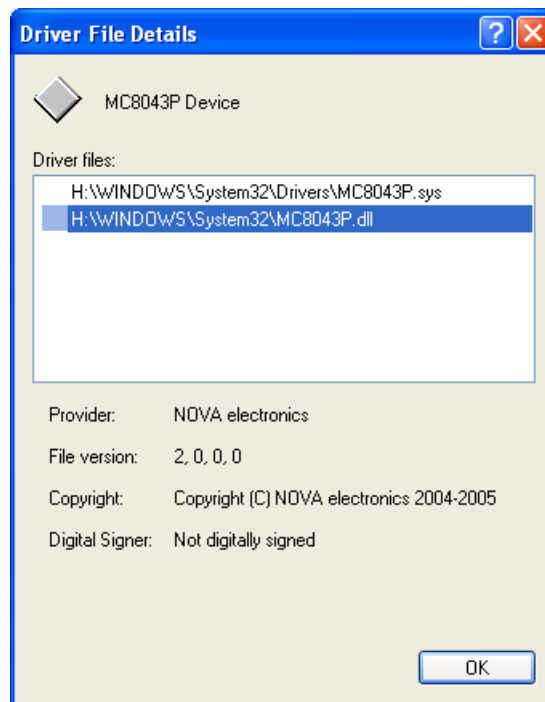 Driver File Details
MC8043P Device
Driver files:
H:\WINDOWS\System32\Drivers\MC8043P.sys
H:\WINDOWS\System32\MC8043P.dll
Provider: NOVA electronics
File version: 2, 0, 0, 0
Copyright: Copyright (C) NOVA electronics 2004-2005
Digital Signer: Not digitally signed
OK